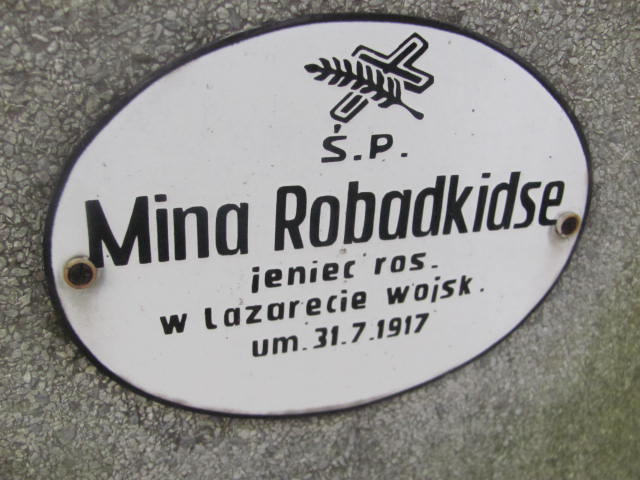 Ś.P.
Mina Robadkidse
jeniec ros.
w Lazarecie wojsk.
um. 31.7.1917